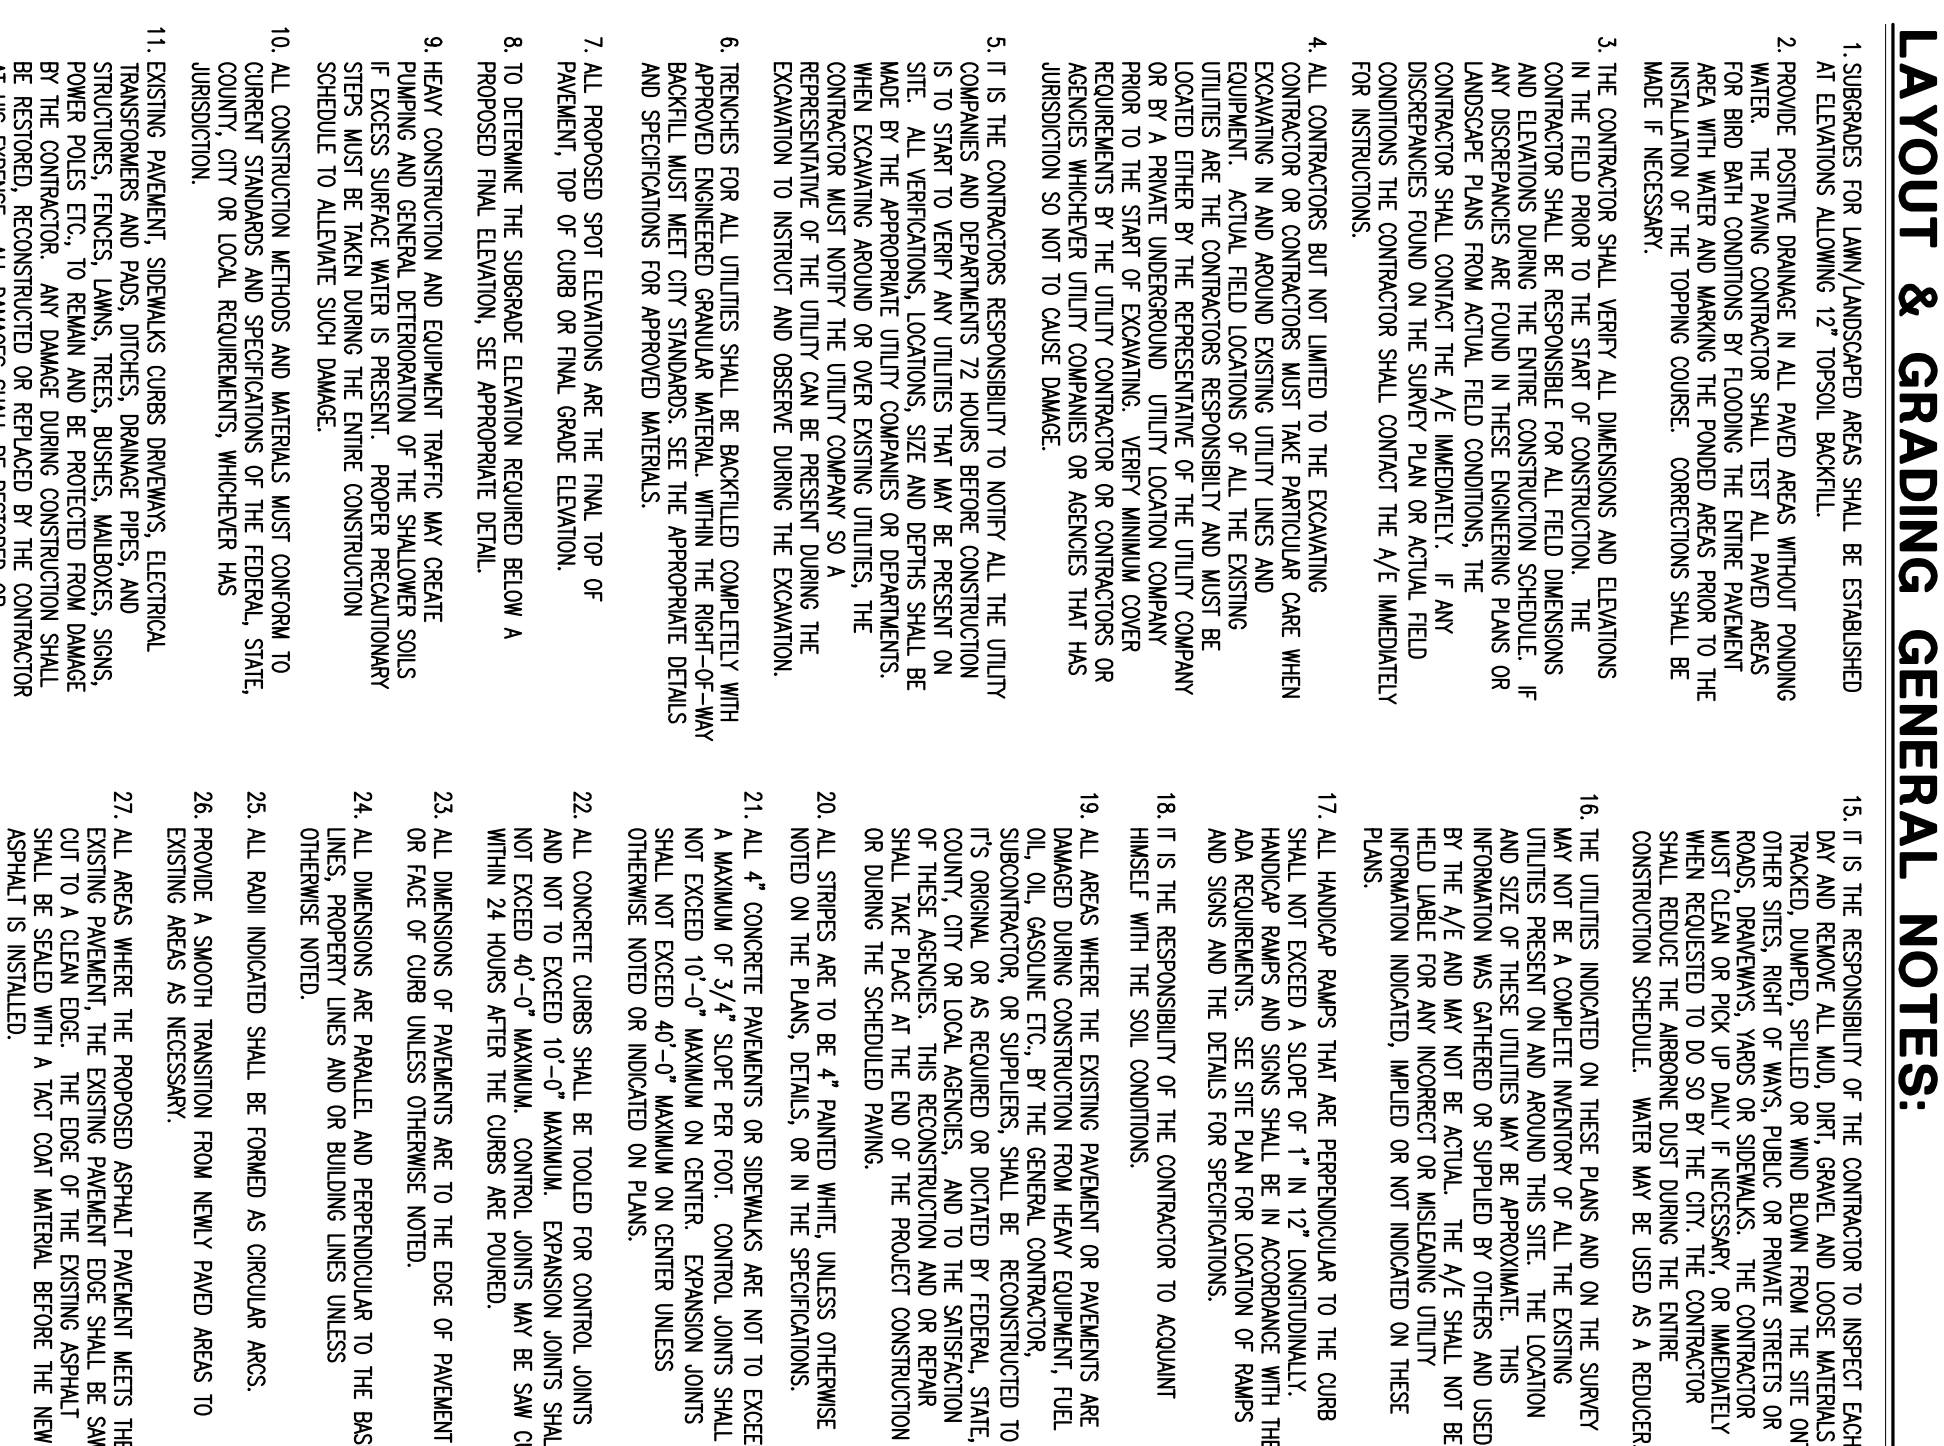 LAYOUT & GRADING GENERAL NOTES:
1. SUBGRADES FOR LAWN/LANDSCAPED AREAS SHALL BE ESTABLISHED
AT ELEVATIONS ALLOWING 12" TOPSOIL BACKFILL.
2. PROVIDE POSITIVE DRAINAGE IN ALL PAVED AREAS WITHOUT PONDING
WATER. THE PAVING CONTRACTOR SHALL TEST ALL PAVED AREAS
FOR BIRD BATH CONDITIONS BY FLOODING THE ENTIRE PAVEMENT
AREA WITH WATER AND MARKING THE PONDED AREAS PRIOR TO THE
INSTALLATION OF THE TOPPING COURSE. CORRECTIONS SHALL BE
MADE IF NECESSARY.
3. THE CONTRACTOR SHALL VERIFY ALL DIMENSIONS AND ELEVATIONS
IN THE FIELD PRIOR TO THE START OF CONSTRUCTION. THE
CONTRACTOR SHALL BE RESPONSIBLE FOR ALL FIELD DIMENSIONS
AND ELEVATIONS DURING THE ENTIRE CONSTRUCTION SCHEDULE. IF
ANY DISCREPANCIES ARE FOUND IN THESE ENGINEERING PLANS OR
LANDSCAPE PLANS FROM ACTUAL FIELD CONDITIONS, THE
CONTRACTOR SHALL CONTACT THE A/E IMMEDIATELY. IF ANY
DISCREPANCIES FOUND ON THE SURVEY PLAN OR ACTUAL FIELD
CONDITIONS THE CONTRACTOR SHALL CONTACT THE A/E IMMEDIATELY
FOR INSTRUCTIONS.
4. ALL CONTRACTORS BUT NOT LIMITED TO THE EXCAVATING
CONTRACTOR OR CONTRACTORS MUST TAKE PARTICULAR CARE WHEN
EXCAVATING IN AND AROUND EXISTING UTILITY LINES AND
EQUIPMENT. ACTUAL FIELD LOCATIONS OF ALL THE EXISTING
UTILITIES ARE THE CONTRACTORS RESPONSIBILTY AND MUST BE
LOCATED EITHER BY THE REPRESENTATIVE OF THE UTILITY COMPANY
OR BY A PRIVATE UNDERGROUND UTILITY LOCATION COMPANY
PRIOR TO THE START OF EXCAVATING. VERIFY MINIMUM COVER
REQUIREMENTS BY THE UTILITY CONTRACTOR OR CONTRACTORS OR
AGENCIES WHICHEVER UTILITY COMPANIES OR AGENCIES THAT HAS
JURISDICTION SO NOT TO CAUSE DAMAGE.
5. IT IS THE CONTRACTORS RESPONSIBILITY TO NOTIFY ALL THE UTILITY
COMPANIES AND DEPARTMENTS 72 HOURS BEFORE CONSTRUCTION
IS TO START TO VERIFY ANY UTILITIES THAT MAY BE PRESENT ON
SITE. ALL VERIFICATIONS, LOCATIONS, SIZE AND DEPTHS SHALL BE
MADE BY THE APPROPRIATE UTILITY COMPANIES OR DEPARTMENTS.
WHEN EXCAVATING AROUND OR OVER EXISTING UTILITIES, THE
CONTRACTOR MUST NOTIFY THE UTILITY COMPANY SO A
REPRESENTATIVE OF THE UTILITY CAN BE PRESENT DURING THE
EXCAVATION TO INSTRUCT AND OBSERVE DURING THE EXCAVATION.
6. TRENCHES FOR ALL UTILITIES SHALL BE BACKFILLED COMPLETELY WITH
APPROVED ENGINEERED GRANULAR MATERIAL. WITHIN THE RIGHT-OF-WAY
BACKFILL MUST MEET CITY STANDARDS. SEE THE APPROPRIATE DETAILS
AND SPECIFICATIONS FOR APPROVED MATERIALS.
7. ALL PROPOSED SPOT ELEVATIONS ARE THE FINAL TOP OF
PAVEMENT, TOP OF CURB OR FINAL GRADE ELEVATION.
8. TO DETERMINE THE SUBGRADE ELEVATION REQUIRED BELOW A
PROPOSED FINAL ELEVATION, SEE APPROPRIATE DETAIL.
9. HEAVY CONSTRUCTION AND EQUIPMENT TRAFFIC MAY CREATE
PUMPING AND GENERAL DETERIORATION OF THE SHALLOWER SOILS
IF EXCESS SURFACE WATER IS PRESENT. PROPER PRECAUTIONARY
STEPS MUST BE TAKEN DURING THE ENTIRE CONSTRUCTION
SCHEDULE TO ALLEVIATE SUCH DAMAGE.
10. ALL CONSTRUCTION METHODS AND MATERIALS MUST CONFORM TO
CURRENT STANDARDS AND SPECIFICATIONS OF THE FEDERAL, STATE,
COUNTY, CITY OR LOCAL REQUIREMENTS, WHICHEVER HAS
JURISDICTION.
11. EXISTING PAVEMENT, SIDEWALKS CURBS DRIVEWAYS, ELECTRICAL
TRANSFORMERS AND PADS, DITCHES, DRAINAGE PIPES, AND
STRUCTURES, FENCES, LAWNS, TREES, BUSHES, MAILBOXES, SIGNS,
POWER POLES ETC., TO REMAIN AND BE PROTECTED FROM DAMAGE
BY THE CONTRACTOR. ANY DAMAGE DURING CONSTRUCTION SHALL
BE RESTORED, RECONSTRUCTED OR REPLACED BY THE CONTRACTOR
15. IT IS THE RESPONSIBILITY OF THE CONTRACTOR TO INSPECT EACH
DAY AND REMOVE ALL MUD, DIRT, GRAVEL AND LOOSE MATERIALS
TRACKED, DUMPED, SPILLED OR WIND BLOWN FROM THE SITE ON
OTHER SITES, RIGHT OF WAYS, PUBLIC OR PRIVATE STREETS OR
ROADS, DRAIVEWAYS, YARDS OR SIDEWALKS. THE CONTRACTOR
MUST CLEAN OR PICK UP DAILY IF NECESSARY, OR IMMEDIATELY
WHEN REQUESTED TO DO SO BY THE CITY. THE CONTRACTOR
SHALL REDUCE THE AIRBORNE DUST DURING THE ENTIRE
CONSTRUCTION SCHEDULE. WATER MAY BE USED AS A REDUCER.
16. THE UTILITIES INDICATED ON THESE PLANS AND ON THE SURVEY
MAY NOT BE A COMPLETE INVENTORY OF ALL THE EXISTING
UTILITIES PRESENT ON AND AROUND THIS SITE. THE LOCATION
AND SIZE OF THESE UTILITIES MAY BE APPROXIMATE. THIS
INFORMATION WAS GATHERED OR SUPPLIED BY OTHERS AND USED
BY THE A/E AND MAY NOT BE ACTUAL. THE A/E SHALL NOT BE
HELD LIABLE FOR ANY INCORRECT OR MISLEADING UTILITY
INFORMATION INDICATED, IMPLIED OR NOT INDICATED ON THESE
PLANS.
17. ALL HANDICAP RAMPS THAT ARE PERPENDICULAR TO THE CURB
SHALL NOT EXCEED A SLOPE OF 1" IN 12" LONGITUDINALLY.
HANDICAP RAMPS AND SIGNS SHALL BE IN ACCORDANCE WITH THE
ADA REQUIREMENTS. SEE SITE PLAN FOR LOCATION OF RAMPS
AND SIGNS AND THE DETAILS FOR SPECIFICATIONS.
18. IT IS THE RESPONSIBILITY OF THE CONTRACTOR TO ACQUAINT
HIMSELF WITH THE SOIL CONDITIONS.
19. ALL AREAS WHERE THE EXISTING PAVEMENT OR PAVEMENTS ARE
DAMAGED DURING CONSTRUCTION FROM HEAVY EQUIPMENT, FUEL
OIL, OIL, GASOLINE ETC., BY THE GENERAL CONTRACTOR,
SUBCONTRACTOR, OR SUPPLIERS, SHALL BE RECONSTRUCTED TO
IT'S ORIGINAL OR AS REQUIRED OR DICTATED BY FEDERAL, STATE,
COUNTY, CITY OR LOCAL AGENCIES, AND TO THE SATISFACTION
OF THESE AGENCIES. THIS RECONSTRUCTION AND OR REPAIR
SHALL TAKE PLACE AT THE END OF THE PROJECT CONSTRUCTION
OR DURING THE SCHEDULED PAVING.
20. ALL STRIPES ARE TO BE 4" PAINTED WHITE, UNLESS OTHERWISE
NOTED ON THE PLANS, DETAILS, OR IN THE SPECIFICATIONS.
21. ALL 4" CONCRETE PAVEMENTS OR SIDEWALKS ARE NOT TO EXCEE
A MAXIMUM OF 3/4" SLOPE PER FOOT. CONTROL JOINTS SHALL
NOT EXCEED 10'-0" MAXIMUM ON CENTER. EXPANSION JOINTS
SHALL NOT EXCEED 40'-0" MAXIMUM ON CENTER UNLESS
OTHERWISE NOTED OR INDICATED ON PLANS.
22. ALL CONCRETE CURBS SHALL BE TOOLED FOR CONTROL JOINTS
AND NOT TO EXCEED 10'-0" MAXIMUM. EXPANSION JOINTS SHAL
NOT EXCEED 40'-0" MAXIMUM. CONTROL JOINTS MAY BE SAW
WITHIN 24 HOURS AFTER THE CURBS ARE POURED.
23. ALL DIMENSIONS OF PAVEMENTS ARE TO THE EDGE OF PAVEMENT
OR FACE OF CURB UNLESS OTHERWISE NOTED.
24. ALL DIMENSIONS ARE PARALLEL AND PERPENDICULAR TO THE BAS
LINES, PROPERTY LINES AND OR BUILDING LINES UNLESS
OTHERWISE NOTED.
25. ALL RADII INDICATED SHALL BE FORMED AS CIRCULAR ARCS.
26. PROVIDE A SMOOTH TRANSITION FROM NEWLY PAVED AREAS TO
EXISTING AREAS AS NECESSARY.
27. ALL AREAS WHERE THE PROPOSED ASPHALT PAVEMENT MEETS THE
EXISTING PAVEMENT, THE EXISTING PAVEMENT EDGE SHALL BE SAW
CUT TO A CLEAN EDGE. THE EDGE OF THE EXISTING ASPHALT
SHALL BE SEALED WITH A TACT COAT MATERIAL BEFORE THE NEW
ASPHALT IS INSTALLED.